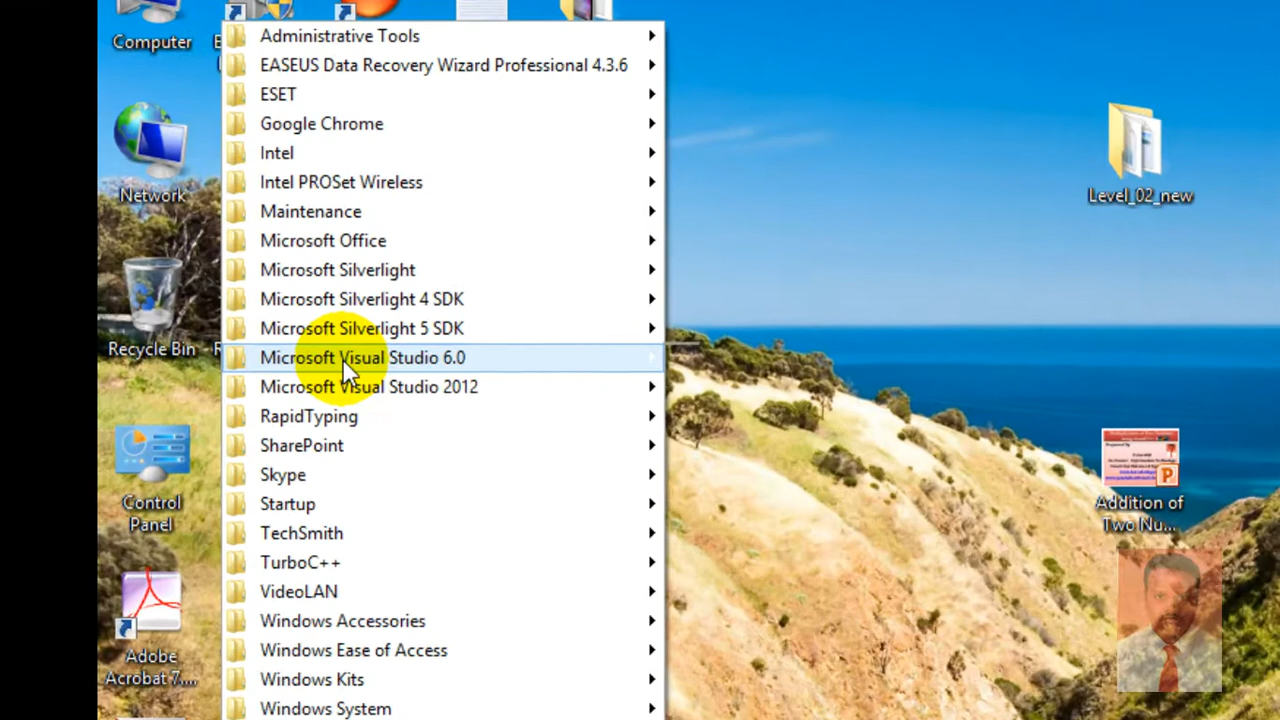 Computer
Network
Recycle Bin
Control
Panel
Adobe
Acrobat 7....
Administrative Tools
EASEUS Data Recovery Wizard Professional 4.3.6
ESET
Google Chrome
Intel
Intel PROSet Wireless
Maintenance
Microsoft Office
Microsoft Silverlight
Microsoft Silverlight 4 SDK
Microsoft Silverlight 5 SDK
Microsoft Visual Studio 6.0
Microsoft Visual Studio 2012
RapidTyping
SharePoint
Skype
Startup
TechSmith
TurboC++
VideoLAN
Windows Accessories
Windows Ease of Access
Windows Kits
Windows System
Level_02_new
Addition of
Two Nu...